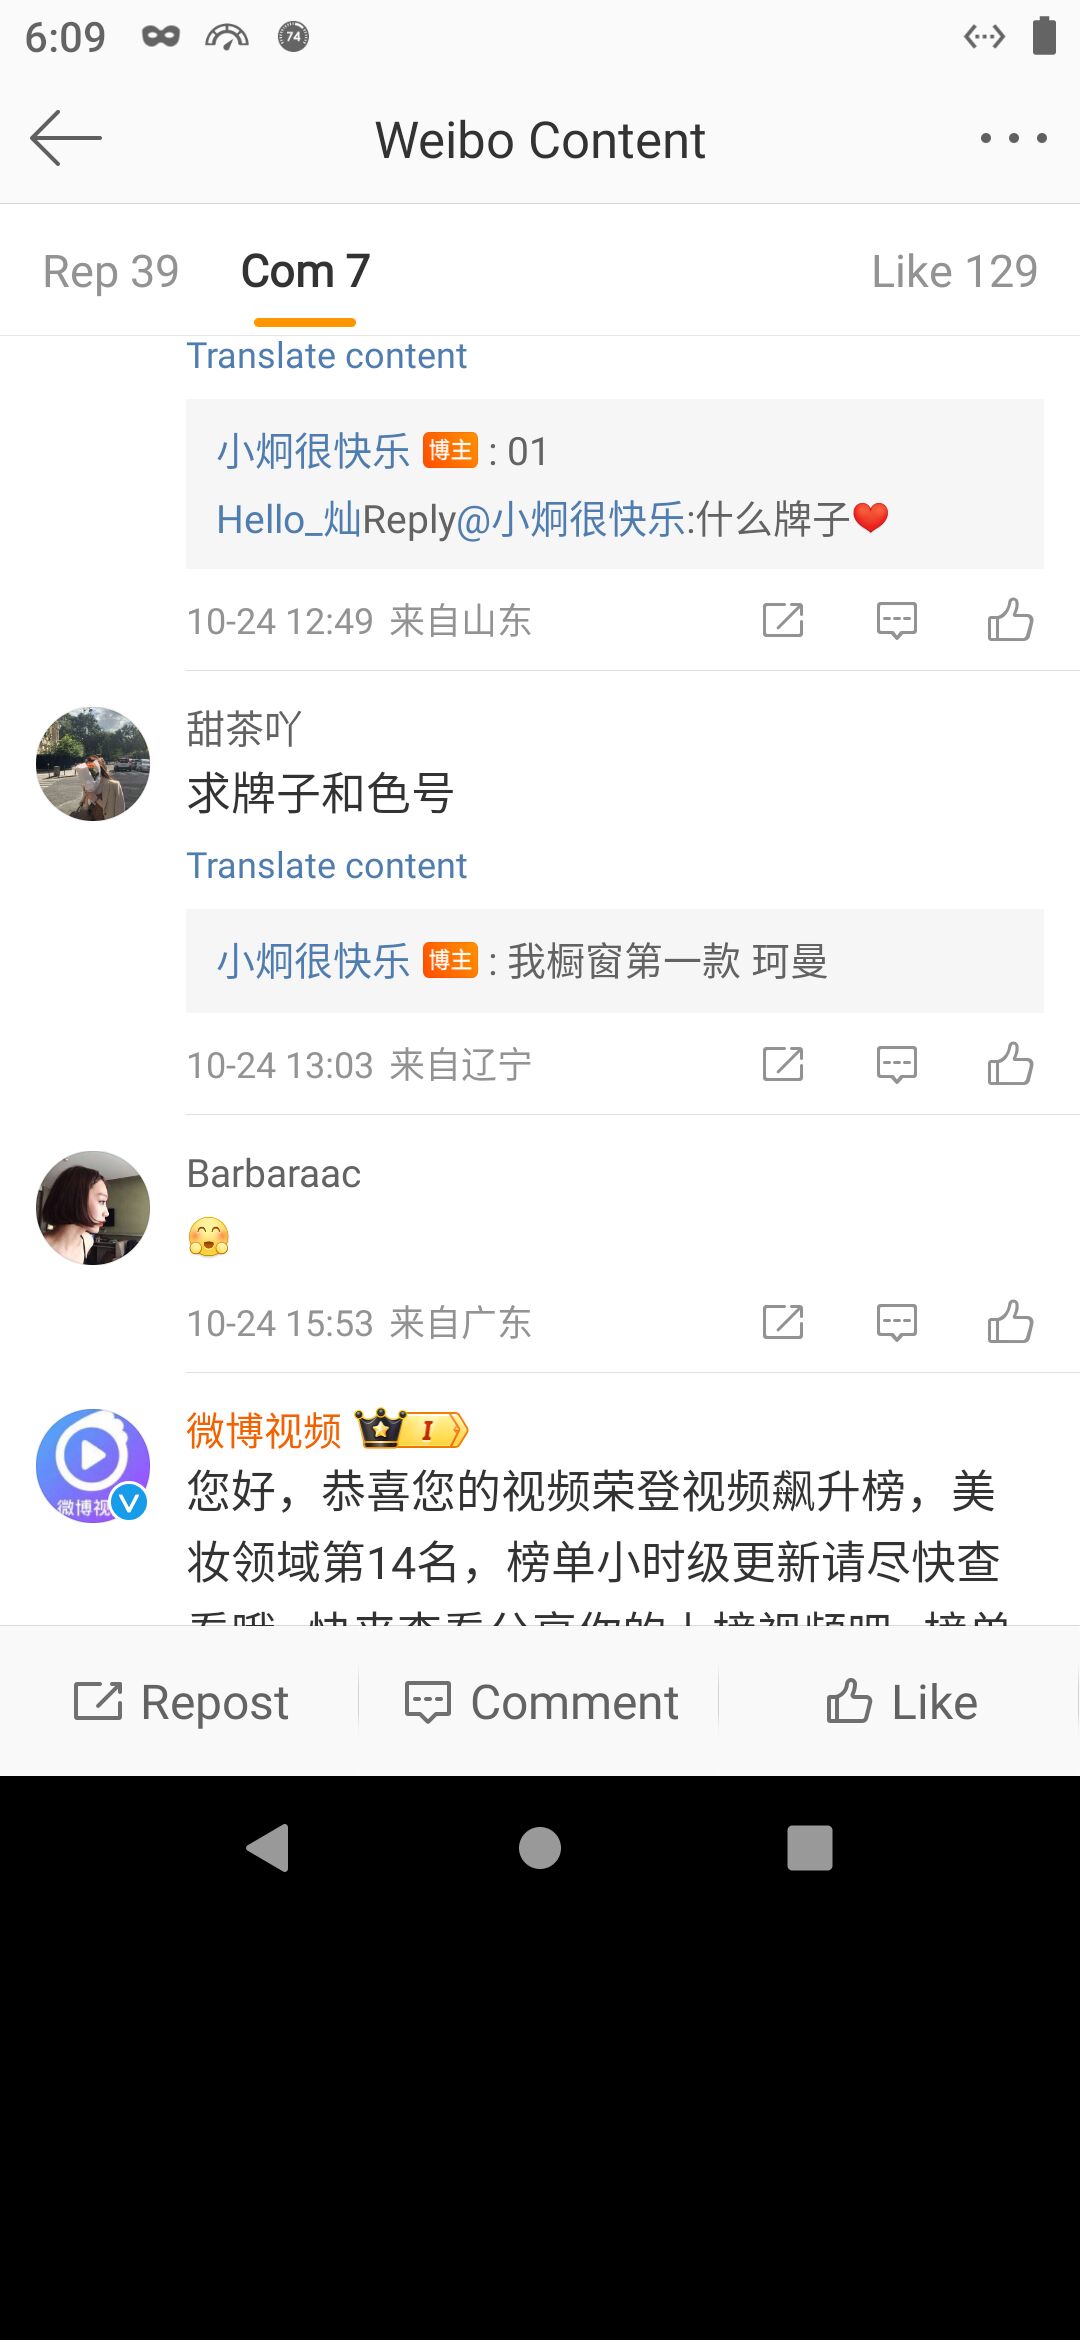 6:09
74
Weibo Content
Rep 39
Com 7
Like 129
Translate content
小炯很快乐 博主 : 01
Hello_灿Reply@小炯很快乐:什么牌子❤️
10-24 12:49 来自山东
甜茶吖
求牌子和色号
Translate content
小炯很快乐 博主 : 我橱窗第一款 珂曼
10-24 13:03 来自辽宁
Barbaraac
10-24 15:53 来自广东
微博视频 I
微博视
您好，恭喜您的视频荣登视频飙升榜，美
妆领域第14名，榜单小时级更新请尽快查
Repost
Comment
Like